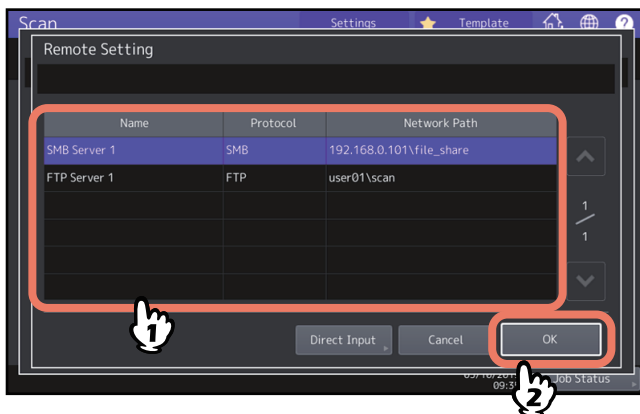 Scan Settings Template ?
Remote Setting
Name Protocol Network Path
SMB Server 1 SMB 192.168.0.101\file_share
FTP Server 1 FTP user01\scan
1
1
1
Direct Input Cancel OK
Job Status
2